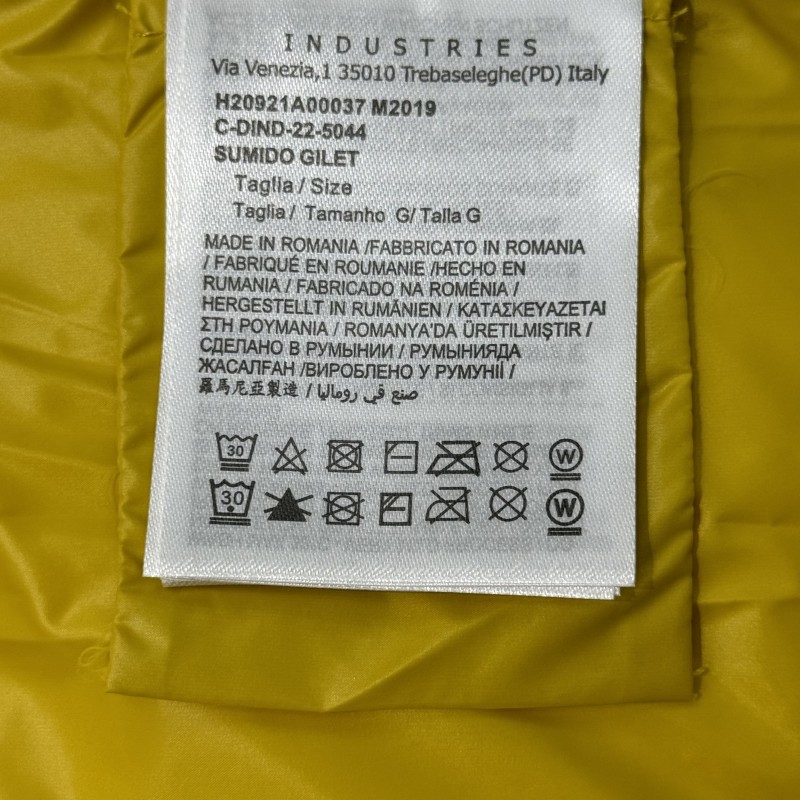 INDUSTRIES
Via Venezia,1 35010 Trebaseleghe(PD) Italy
H20921A00037 M2019
C-DIND-22-5044
SUMIDO GILET
Taglia / Size
Taglia / Tamanho G/ Talla G
MADE IN ROMANIA /FABBRICATO IN ROMANIA
/ FABRIQUÉ EN ROUMANIE /HECHO EN
RUMANIA / FABRICADO NA ROMÉNIA /
HERGESTELLT IN RUMÄNIEN / ΚΑΤΑΣΚΕΥΑΖΕΤΑΙ
ΣΤΗ ΡΟΥΜΑΝΙΑ / ROMANYA'DA ÜRETILMIŞTIR /
СДЕЛАНО В РУМЫНИИ / РУМЫНИЯДА
ЖАСАЛҒАН /ВИРОБЛЕНО У РУМУНІЇ /
羅馬尼亞製造 / صنع في رومانيا
30 W
30 W